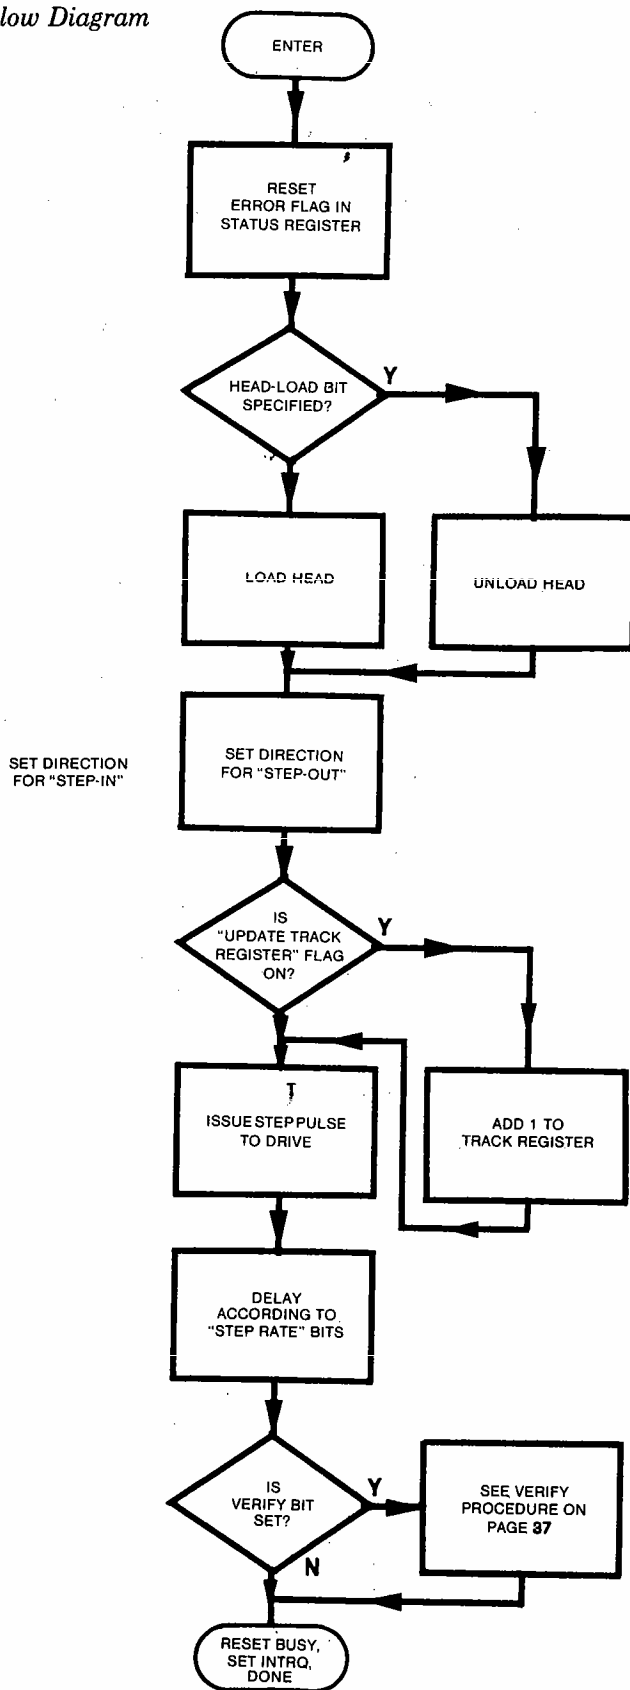 low Diagram
ENTER
RESET
ERROR FLAG IN
STATUS REGISTER
HEAD-LOAD BIT
SPECIFIED?
Y
LOAD HEAD
UNLOAD HEAD
SET DIRECTION
FOR "STEP-IN"
SET DIRECTION
FOR "STEP-OUT"
IS
"UPDATE TRACK
REGISTER" FLAG
ON?
Y
ISSUE STEP PULSE
TO DRIVE
ADD 1 TO
TRACK REGISTER
DELAY
ACCORDING TO
"STEP RATE" BITS
IS
VERIFY BIT
SET?
Y
N
SEE VERIFY
PROCEDURE ON
PAGE 37
RESET BUSY,
SET INTRQ,
DONE